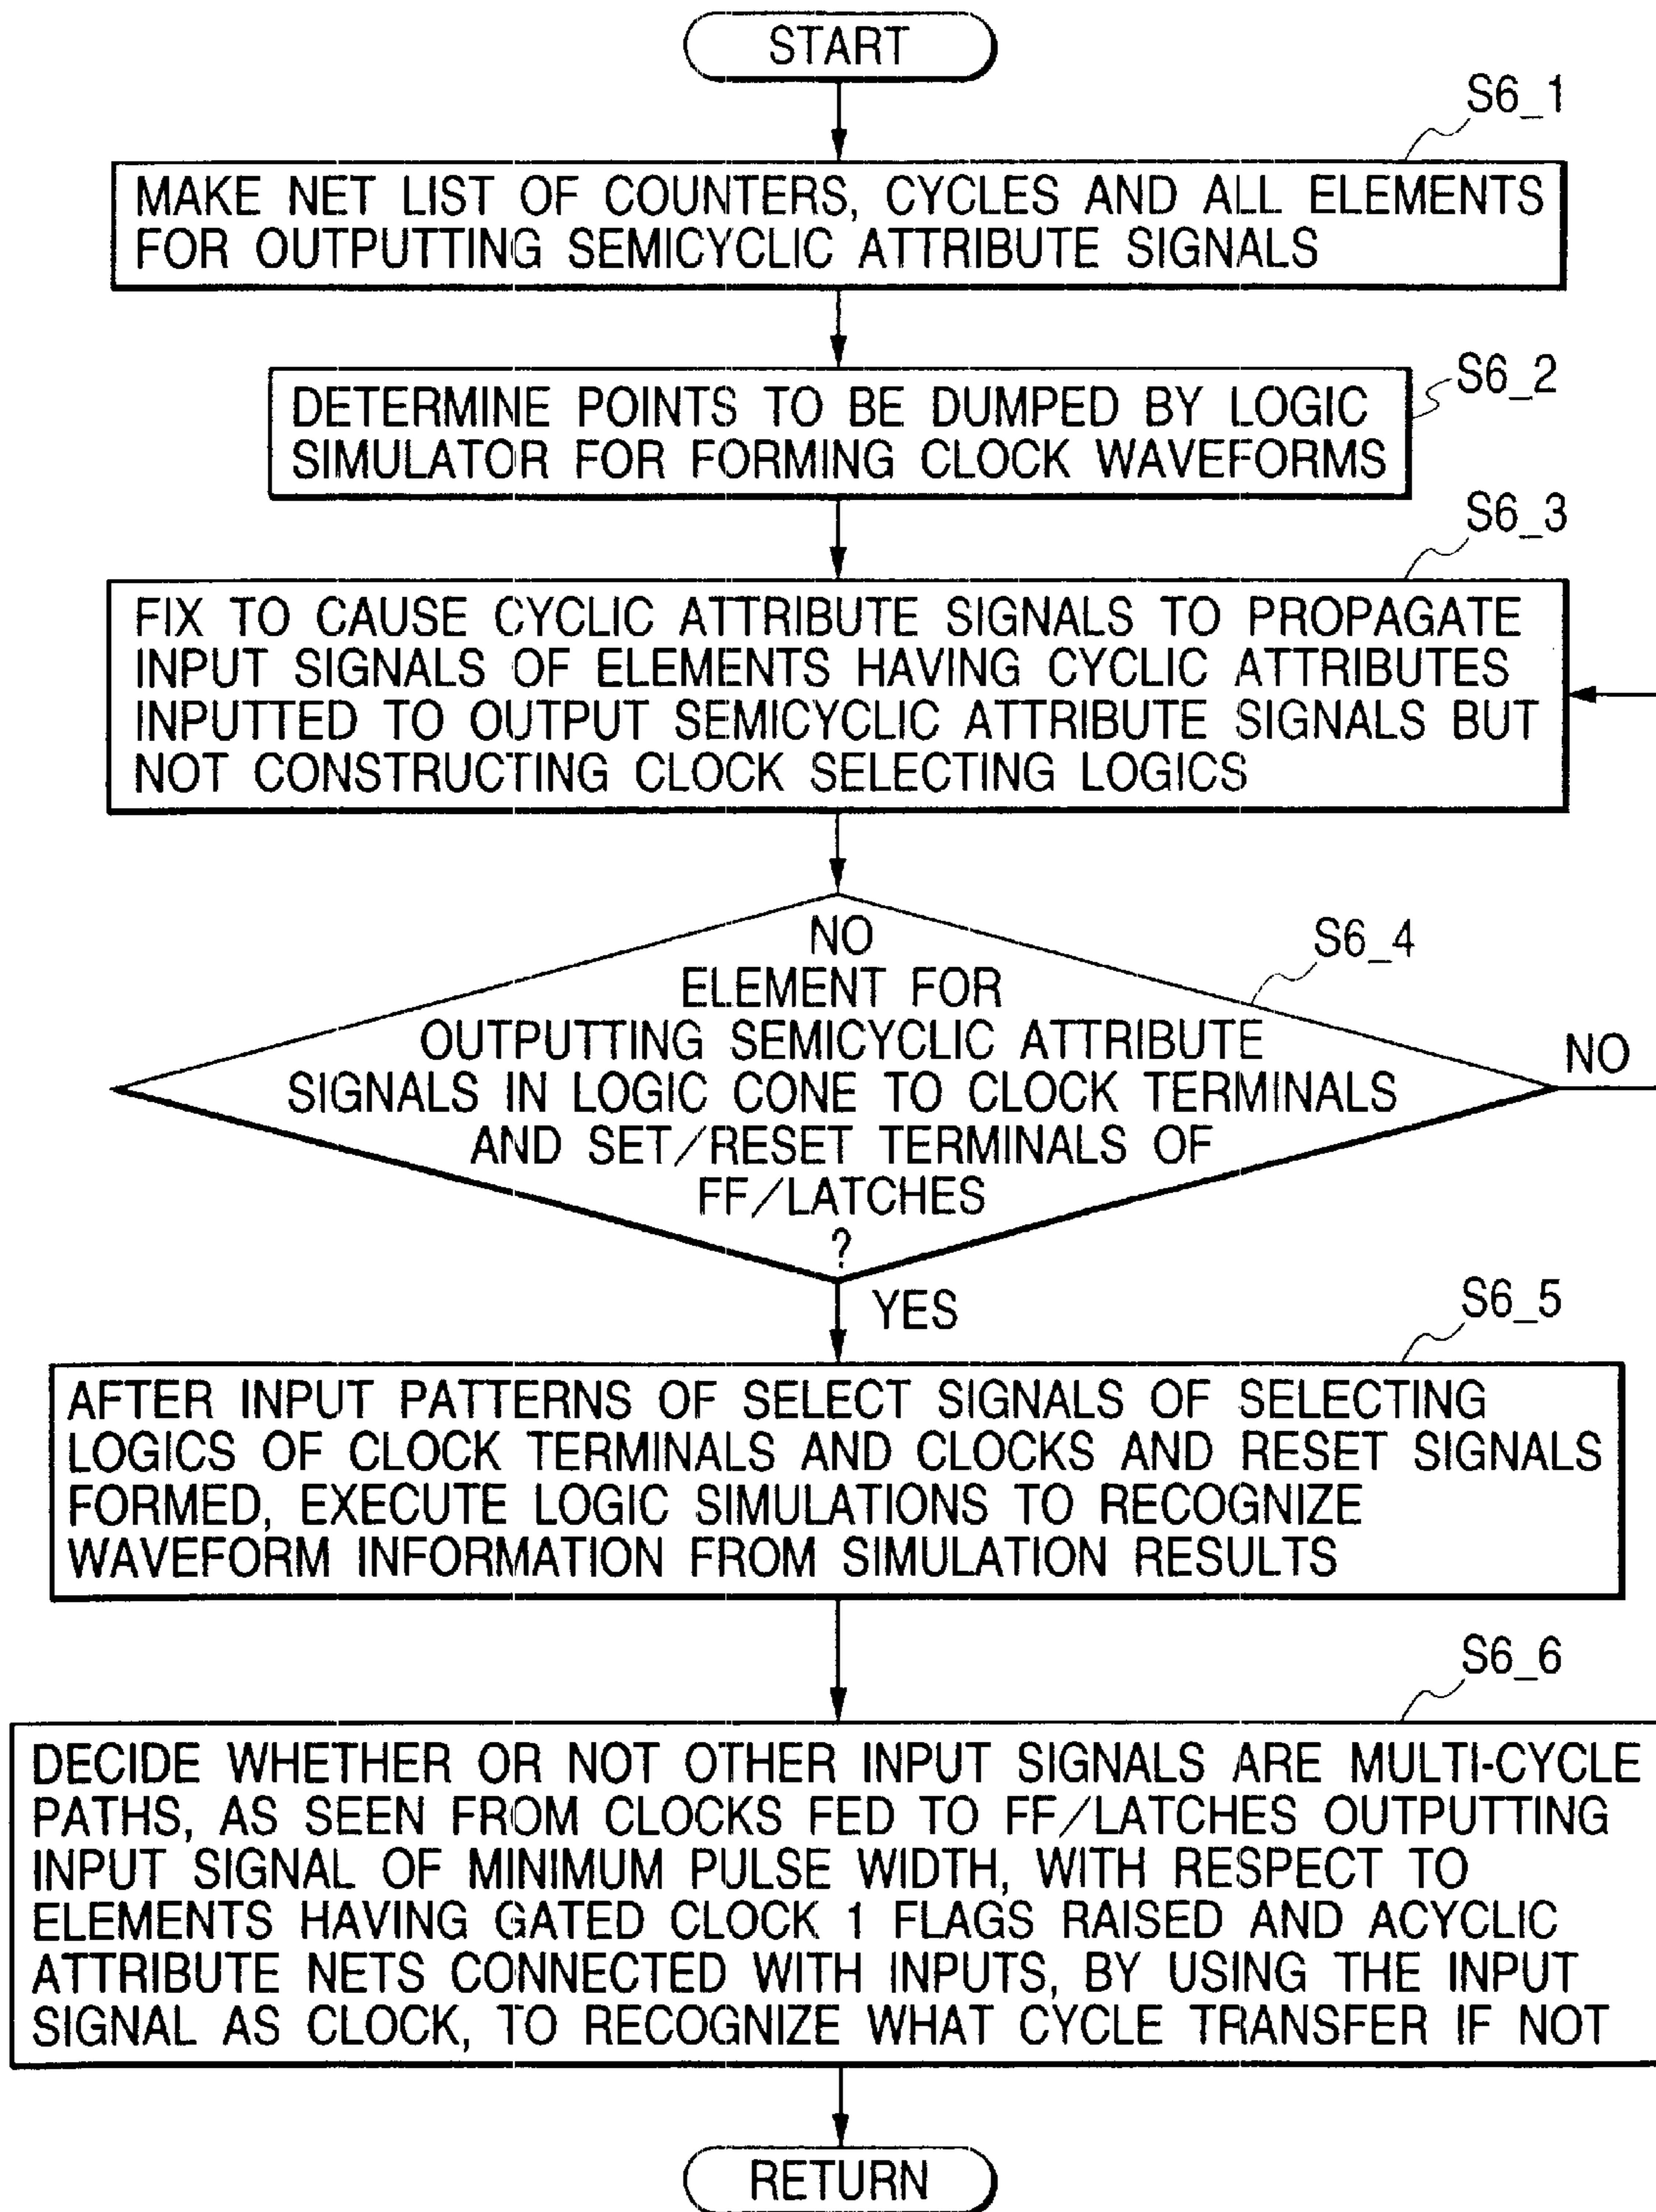 START
S6_1
MAKE NET LIST OF COUNTERS, CYCLES AND ALL ELEMENTS
FOR OUTPUTTING SEMICYCLIC ATTRIBUTE SIGNALS
S6_2
DETERMINE POINTS TO BE DUMPED BY LOGIC
SIMULATOR FOR FORMING CLOCK WAVEFORMS
S6_3
FIX TO CAUSE CYCLIC ATTRIBUTE SIGNALS TO PROPAGATE
INPUT SIGNALS OF ELEMENTS HAVING CYCLIC ATTRIBUTES
INPUTTED TO OUTPUT SEMICYCLIC ATTRIBUTE SIGNALS BUT
NOT CONSTRUCTING CLOCK SELECTING LOGICS
S6_4
NO
ELEMENT FOR
OUTPUTTING SEMICYCLIC ATTRIBUTE
SIGNALS IN LOGIC CONE TO CLOCK TERMINALS
AND SET/RESET TERMINALS OF
FF/LATCHES
?
NO
YES
S6_5
AFTER INPUT PATTERNS OF SELECT SIGNALS OF SELECTING
LOGICS OF CLOCK TERMINALS AND CLOCKS AND RESET SIGNALS
FORMED, EXECUTE LOGIC SIMULATIONS TO RECOGNIZE
WAVEFORM INFORMATION FROM SIMULATION RESULTS
S6_6
DECIDE WHETHER OR NOT OTHER INPUT SIGNALS ARE MULTI-CYCLE
PATHS, AS SEEN FROM CLOCKS FED TO FF/LATCHES OUTPUTTING
INPUT SIGNAL OF MINIMUM PULSE WIDTH, WITH RESPECT TO
ELEMENTS HAVING GATED CLOCK 1 FLAGS RAISED AND ACYCLIC
ATTRIBUTE NETS CONNECTED WITH INPUTS, BY USING THE INPUT
SIGNAL AS CLOCK, TO RECOGNIZE WHAT CYCLE TRANSFER IF NOT
RETURN